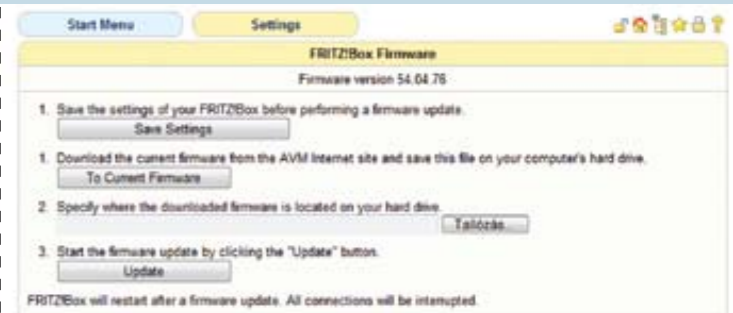 Start Menu
Settings
FRITZ!Box Firmware
Firmware version 54.04.76
1. Save the settings of your FRITZ!Box before performing a firmware update.
Save Settings
1. Download the current firmware from the AVM Internet site and save this file on your computer's hard drive.
To Current Firmware
2. Specify where the downloaded firmware is located on your hard drive.
Tallózás...
3. Start the firmware update by clicking the "Update" button.
Update
FRITZ!Box will restart after a firmware update. All connections will be interrupted.